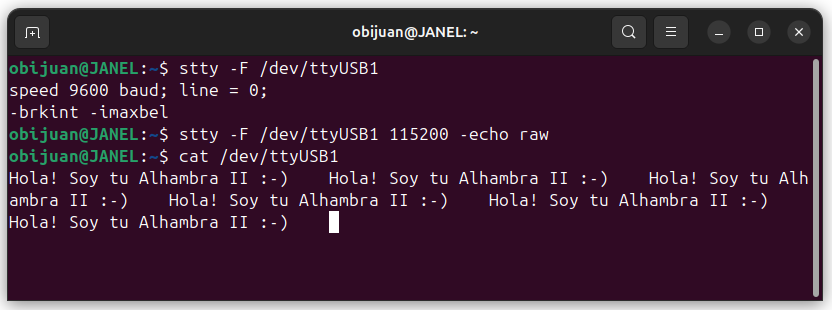 obijuan@JANEL: ~
obijuan@JANEL:~$ stty -F /dev/ttyUSB1
speed 9600 baud; line = 0;
-brkint -imaxbel
obijuan@JANEL:~$ stty -F /dev/ttyUSB1 115200 -echo raw
obijuan@JANEL:~$ cat /dev/ttyUSB1
Hola! Soy tu Alhambra II :-)    Hola! Soy tu Alhambra II :-)    Hola! Soy tu Alh
ambra II :-)    Hola! Soy tu Alhambra II :-)    Hola! Soy tu Alhambra II :-)
Hola! Soy tu Alhambra II :-)